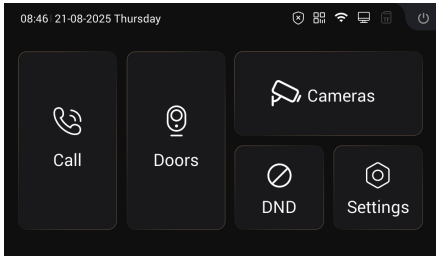 08:46 21-08-2025 Thursday
Call
Doors
Cameras
DND
Settings